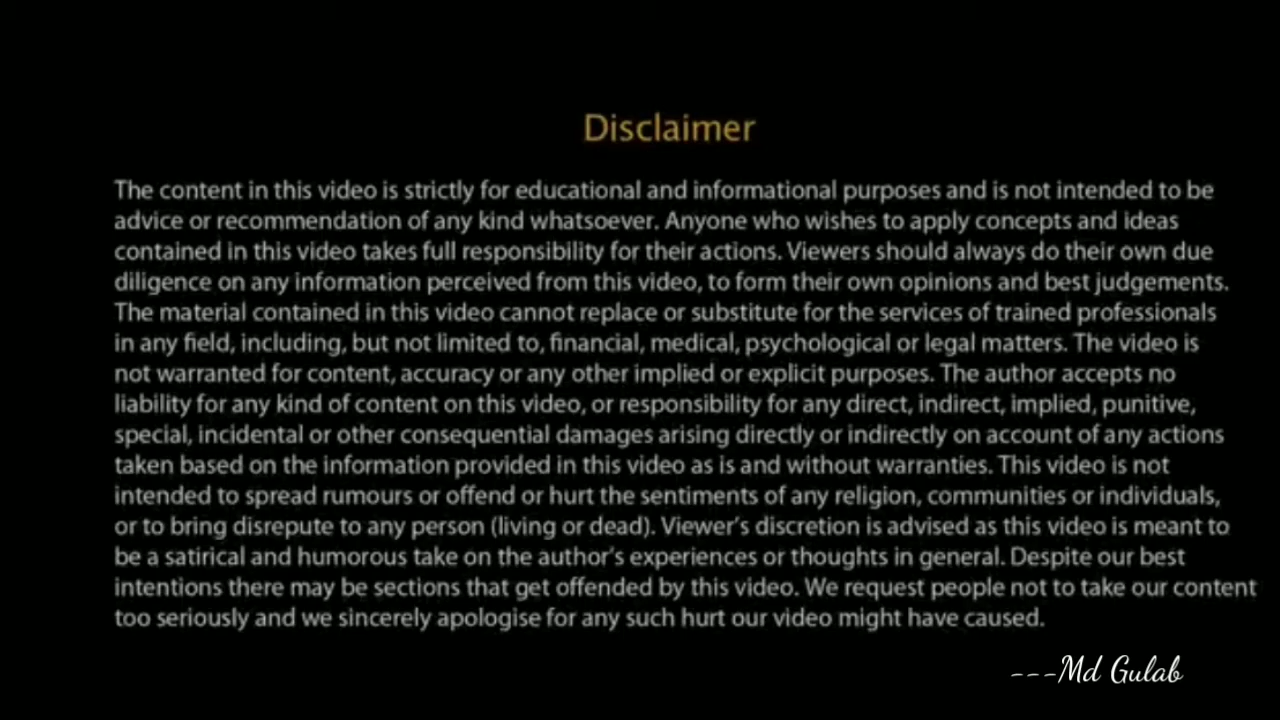 Disclaimer
The content in this video is strictly for educational and informational purposes and is not intended to be
advice or recommendation of any kind whatsoever. Anyone who wishes to apply concepts and ideas
contained in this video takes full responsibility for their actions. Viewers should always do their own due
diligence on any information perceived from this video, to form their own opinions and best judgements.
The material contained in this video cannot replace or substitute for the services of trained professionals
in any field, including, but not limited to, financial, medical, psychological or legal matters. The video is
not warranted for content, accuracy or any other implied or explicit purposes. The author accepts no
liability for any kind of content on this video, or responsibility for any direct, indirect, implied, punitive,
special, incidental or other consequential damages arising directly or indirectly on account of any actions
taken based on the information provided in this video as is and without warranties. This video is not
intended to spread rumours or offend or hurt the sentiments of any religion, communities or individuals,
or to bring disrepute to any person (living or dead). Viewer's discretion is advised as this video is meant to
be a satirical and humorous take on the author's experiences or thoughts in general. Despite our best
intentions there may be sections that get offended by this video. We request people not to take our content
too seriously and we sincerely apologise for any such hurt our video might have caused.
---Md Gulab